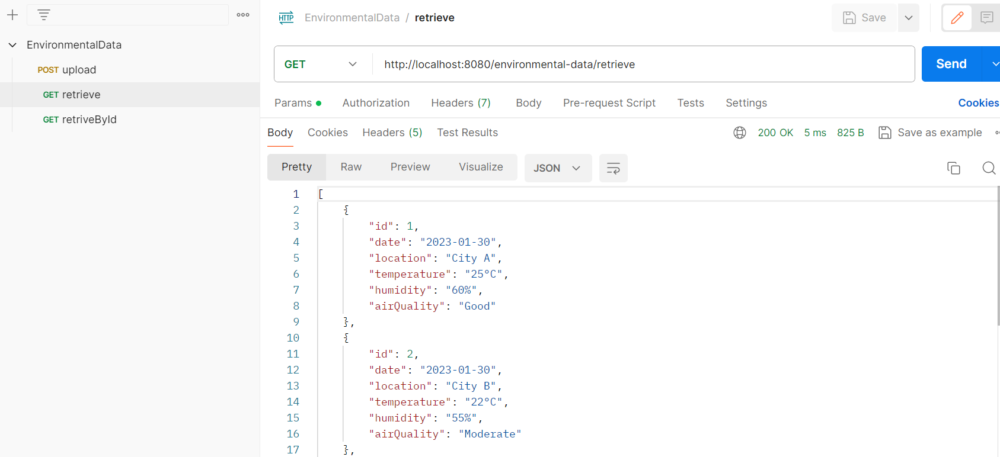 EnvironmentalData
POST upload
GET retrieve
GET retriveById
HTTP EnvironmentalData / retrieve
Save
GET http://localhost:8080/environmental-data/retrieve Send
Params Authorization Headers (7) Body Pre-request Script Tests Settings Cookies
Body Cookies Headers (5) Test Results 200 OK 5 ms 825 B Save as example
Pretty Raw Preview Visualize JSON
1 [
2 {
3 "id": 1,
4 "date": "2023-01-30",
5 "location": "City A",
6 "temperature": "25°C",
7 "humidity": "60%",
8 "airQuality": "Good"
9 },
10 {
11 "id": 2,
12 "date": "2023-01-30",
13 "location": "City B",
14 "temperature": "22°C",
15 "humidity": "55%",
16 "airQuality": "Moderate"
17 },